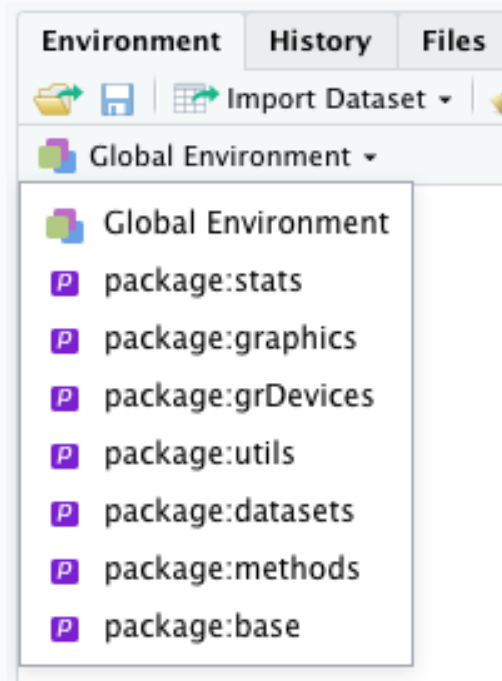 Environment History Files
Import Dataset
Global Environment
Global Environment
package:stats
package:graphics
package:grDevices
package:utils
package:datasets
package:methods
package:base